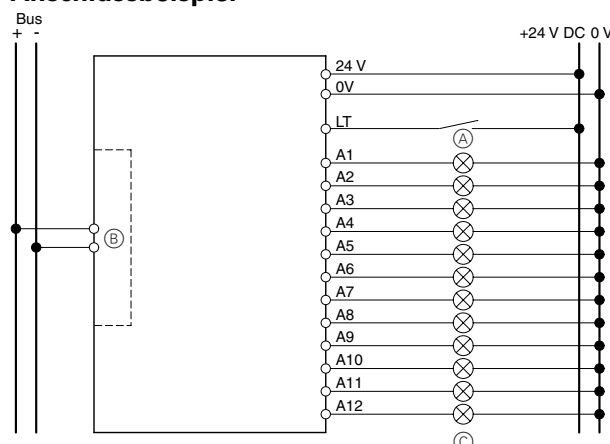 Anschlussbeispiel
Bus
+ -
+24 V DC 0 V
24 V
0V
LT
A
A1
A2
A3
A4
B
A5
A6
A7
A8
A9
A10
A11
A12
C